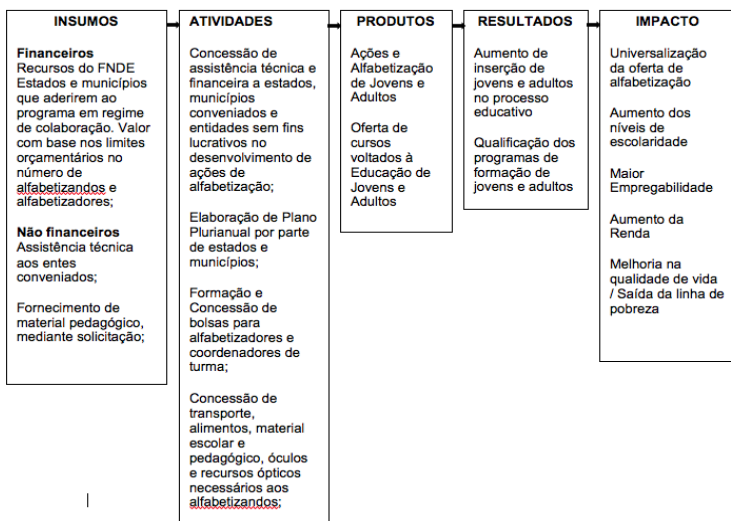 INSUMOS
Financeiros
Recursos do FNDE
Estados e municípios
que aderirem ao
programa em regime
de colaboração. Valor
com base nos limites
orçamentários no
número de
alfabetizandos e
alfabetizadores;
Não financeiros
Assistência técnica
aos entes
conveniados;
Fornecimento de
material pedagógico,
mediante solicitação;
ATIVIDADES
Concessão de
assistência técnica e
financeira a estados,
municípios
conveniados e
entidades sem fins
lucrativos no
desenvolvimento de
ações de
alfabetização;
Elaboração de Plano
Plurianual por parte
de estados e
municípios;
Formação e
Concessão de
bolsas para
alfabetizadores e
coordenadores de
turma;
Concessão de
transporte,
alimentos, material
escolar e
pedagógico, óculos
e recursos ópticos
necessários aos
alfabetizandos;
PRODUTOS
Ações e
Alfabetização
de Jovens e
Adultos
Oferta de
cursos
voltados à
Educação de
Jovens e
Adultos
RESULTADOS
Aumento de
inserção de
jovens e adultos
no processo
educativo
Qualificação dos
programas de
formação de
jovens e adultos
IMPACTO
Universalização
da oferta de
alfabetização
Aumento dos
níveis de
escolaridade
Maior
Empregabilidade
Aumento da
Renda
Melhoria na
qualidade de vida
/ Saída da linha de
pobreza